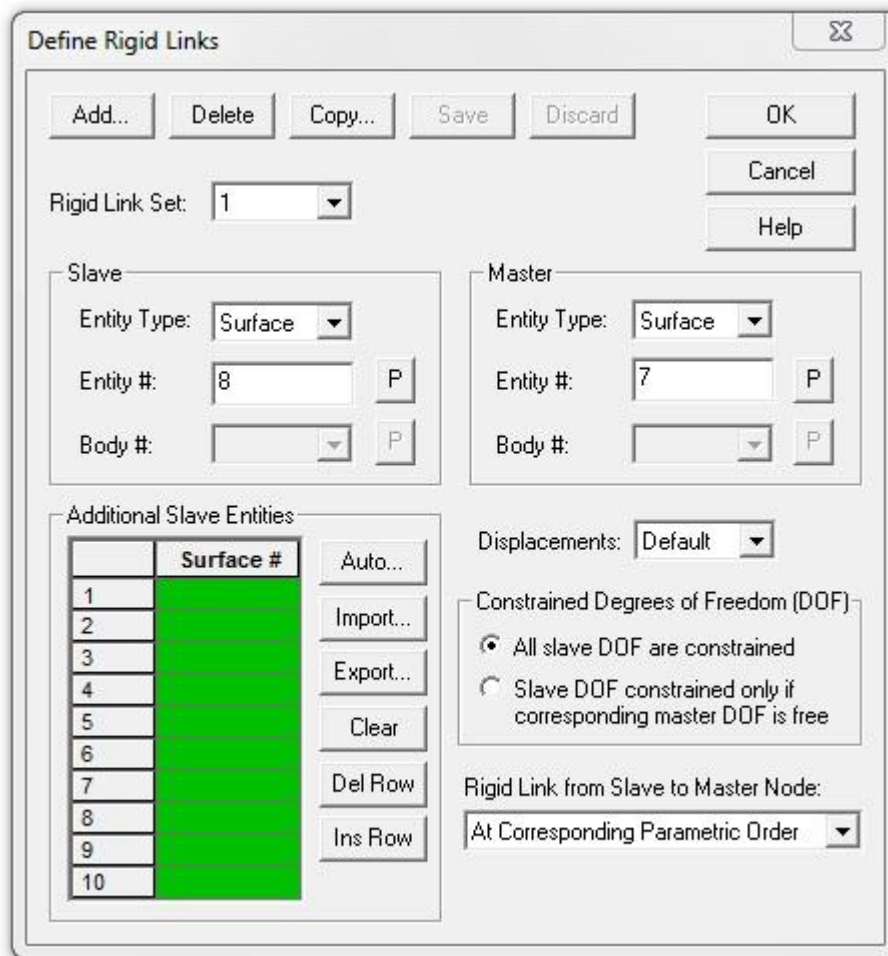 Define Rigid Links
Add... Delete Copy... Save Discard OK
Cancel
Rigid Link Set: 1
Help
Slave
Entity Type: Surface
Entity #: 8 P
Body #: P
Master
Entity Type: Surface
Entity #: 7 P
Body #: P
Additional Slave Entities
Surface #
1
2
3
4
5
6
7
8
9
10
Auto...
Import...
Export...
Clear
Del Row
Ins Row
Displacements: Default
Constrained Degrees of Freedom (DOF)
All slave DOF are constrained
Slave DOF constrained only if
corresponding master DOF is free
Rigid Link from Slave to Master Node:
At Corresponding Parametric Order